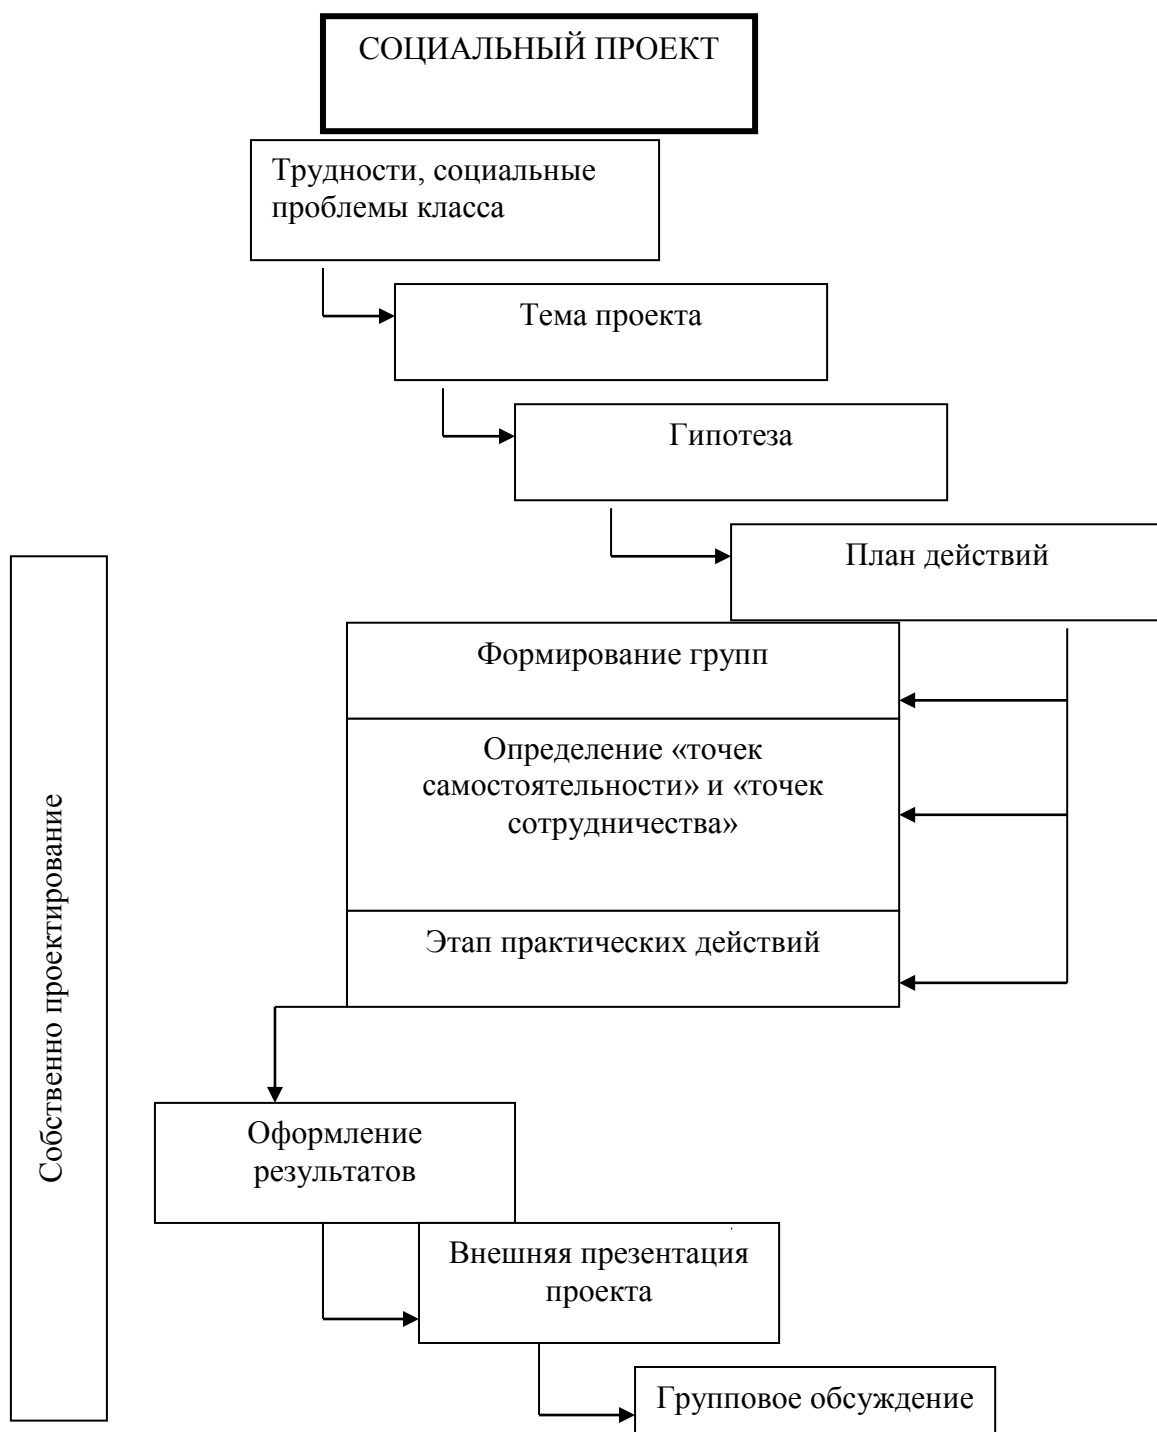 СОЦИАЛЬНЫЙ ПРОЕКТ
Трудности, социальные
проблемы класса
Тема проекта
Гипотеза
План действий
Формирование групп
Определение «точек
самостоятельности» и «точек
сотрудничества»
Этап практических действий
Собственно проектирование
Оформление
результатов
Внешняя презентация
проекта
Групповое обсуждение